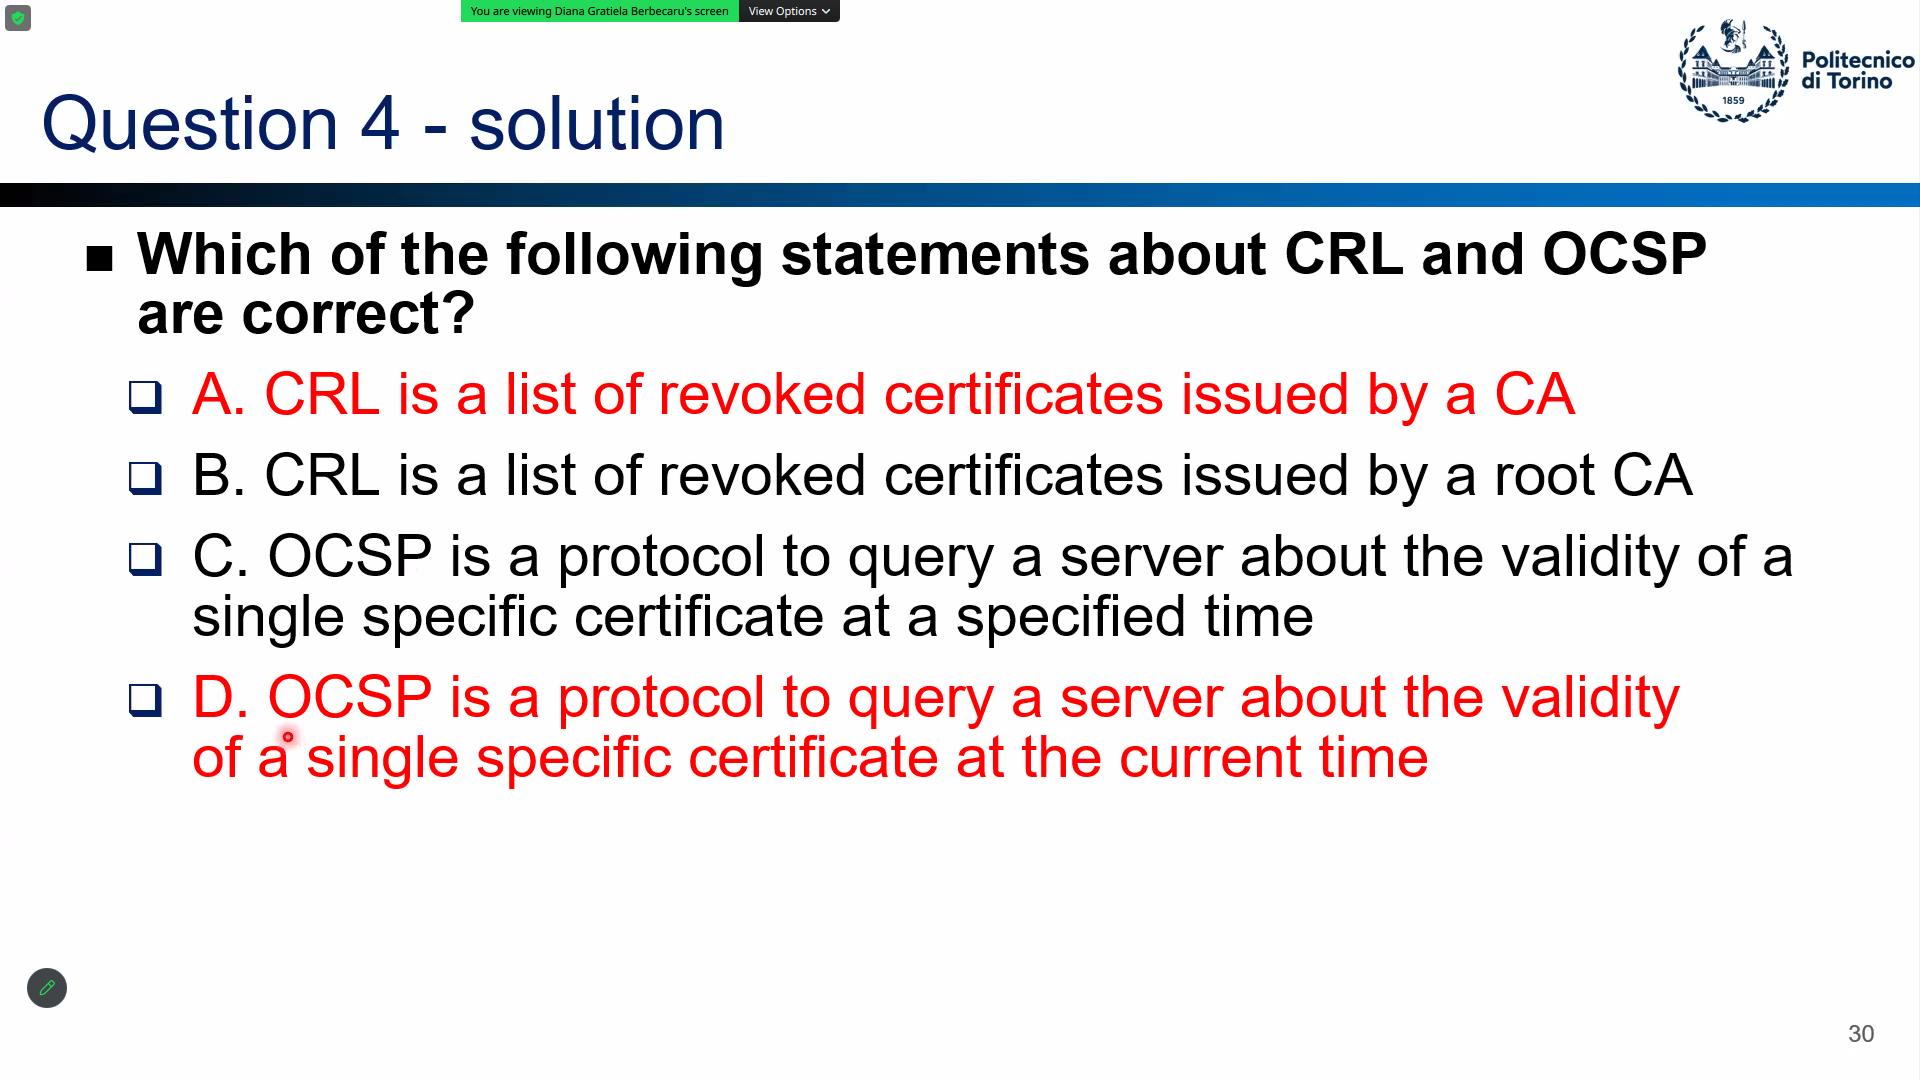 You are viewing Diana Gratiela Berbecaru's screen
View Options
Politecnico
di Torino
1859
Question 4 - solution
Which of the following statements about CRL and OCSP
are correct?
A. CRL is a list of revoked certificates issued by a CA
B. CRL is a list of revoked certificates issued by a root CA
C. OCSP is a protocol to query a server about the validity of a
single specific certificate at a specified time
D. OCSP is a protocol to query a server about the validity
of a single specific certificate at the current time
30